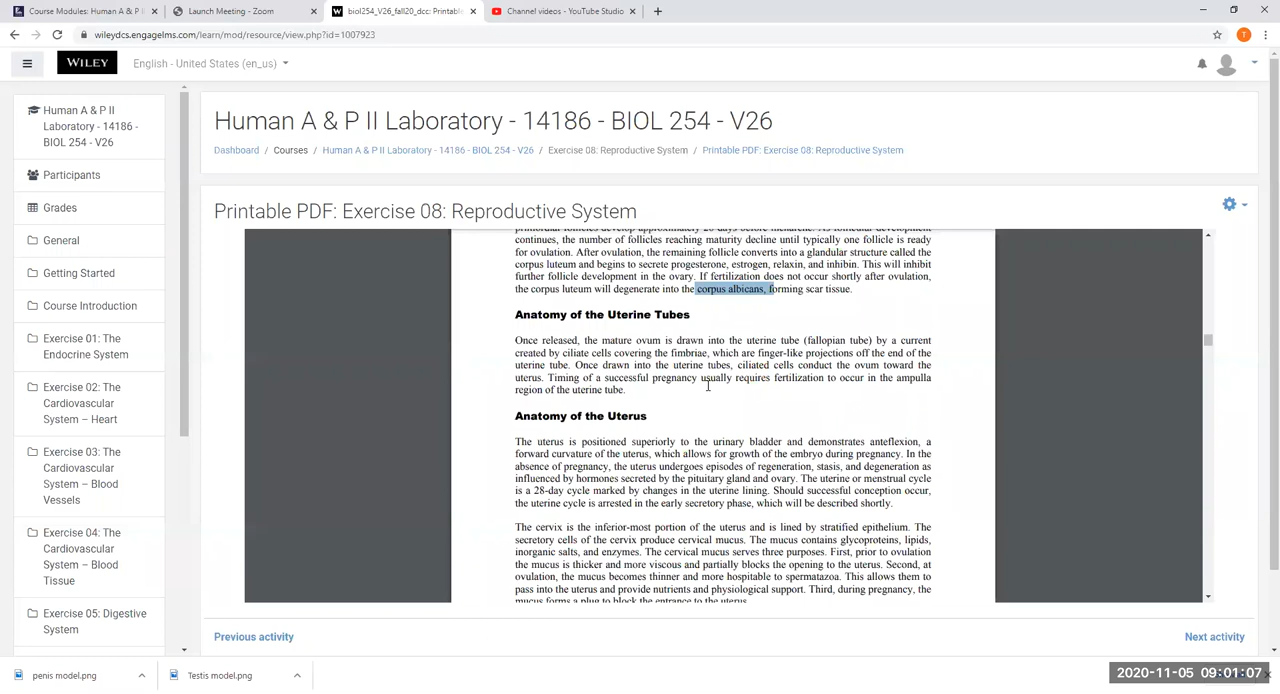 Course Modules: Human A & P II
Launch Meeting - Zoom
biol254_V26_fall20_dcc: Printable
Channel videos - YouTube Studio
wileydcs.engagelms.com/learn/mod/resource/view.php?id=1007923
T
WILEY
English - United States (en_us)
Human A & P II
Laboratory - 14186 -
BIOL 254 - V26
Participants
Grades
General
Getting Started
Course Introduction
Exercise 01: The
Endocrine System
Exercise 02: The
Cardiovascular
System – Heart
Exercise 03: The
Cardiovascular
System – Blood
Vessels
Exercise 04: The
Cardiovascular
System – Blood
Tissue
Exercise 05: Digestive
System
Human A & P II Laboratory - 14186 - BIOL 254 - V26
Dashboard / Courses / Human A & P II Laboratory - 14186 - BIOL 254 - V26 / Exercise 08: Reproductive System / Printable PDF: Exercise 08: Reproductive System
Printable PDF: Exercise 08: Reproductive System
primordial follicles develop approximately 20 days before menarche. As follicular development
continues, the number of follicles reaching maturity decline until typically one follicle is ready
for ovulation. After ovulation, the remaining follicle converts into a glandular structure called the
corpus luteum and begins to secrete progesterone, estrogen, relaxin, and inhibin. This will inhibit
further follicle development in the ovary. If fertilization does not occur shortly after ovulation,
the corpus luteum will degenerate into the corpus albicans, forming scar tissue.
Anatomy of the Uterine Tubes
Once released, the mature ovum is drawn into the uterine tube (fallopian tube) by a current
created by ciliate cells covering the fimbriae, which are finger-like projections off the end of the
uterine tube. Once drawn into the uterine tubes, ciliated cells conduct the ovum toward the
uterus. Timing of a successful pregnancy usually requires fertilization to occur in the ampulla
region of the uterine tube.
Anatomy of the Uterus
The uterus is positioned superiorly to the urinary bladder and demonstrates anteflexion, a
forward curvature of the uterus, which allows for growth of the embryo during pregnancy. In the
absence of pregnancy, the uterus undergoes episodes of regeneration, stasis, and degeneration as
influenced by hormones secreted by the pituitary gland and ovary. The uterine or menstrual cycle
is a 28-day cycle marked by changes in the uterine lining. Should successful conception occur,
the uterine cycle is arrested in the early secretory phase, which will be described shortly.
The cervix is the inferior-most portion of the uterus and is lined by stratified epithelium. The
secretory cells of the cervix produce cervical mucus. The mucus contains glycoproteins, lipids,
inorganic salts, and enzymes. The cervical mucus serves three purposes. First, prior to ovulation
the mucus is thicker and more viscous and partially blocks the opening to the uterus. Second, at
ovulation, the mucus becomes thinner and more hospitable to spermatazoa. This allows them to
pass into the uterus and provide nutrients and physiological support. Third, during pregnancy, the
mucus forms a plug to block the entrance to the uterus.
Previous activity
Next activity
penis model.png
Testis model.png
2020-11-05 09:01:07